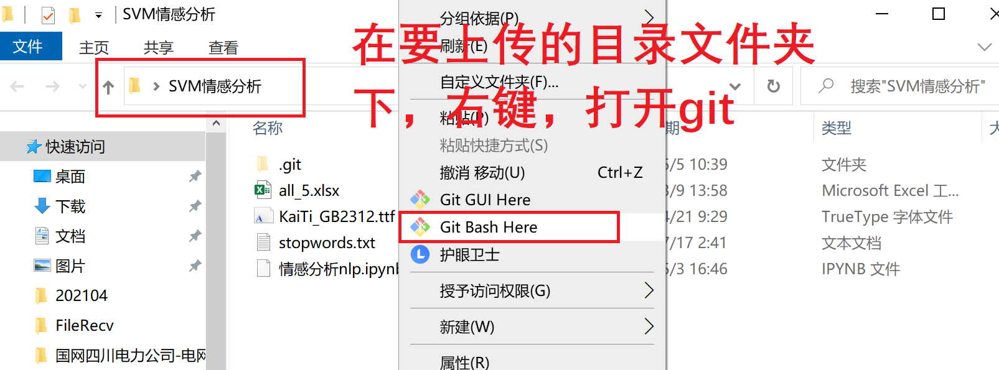 SVM情感分析
文件 主页 共享 查看
SVM情感分析
搜索"SVM情感分析"
在要上传的目录文件夹
下，右键，打开git
快速访问
桌面
下载
文档
图片
202104
FileRecv
国网四川电力公司-电网
名称
期
类型
大
.git
5/5 10:39
文件夹
all_5.xlsx
3/9 13:58
Microsoft Excel 工...
KaiTi_GB2312.ttf
4/21 9:29
TrueType 字体文件
stopwords.txt
7/17 2:41
文本文档
情感分析nlp.ipynb
5/3 16:46
IPYNB 文件
分组依据(P)
刷新(E)
自定义文件夹(F)...
粘贴(P)
粘贴快捷方式(S)
撤消 移动(U) Ctrl+Z
Git GUI Here
Git Bash Here
护眼卫士
授予访问权限(G)
新建(W)
属性(R)